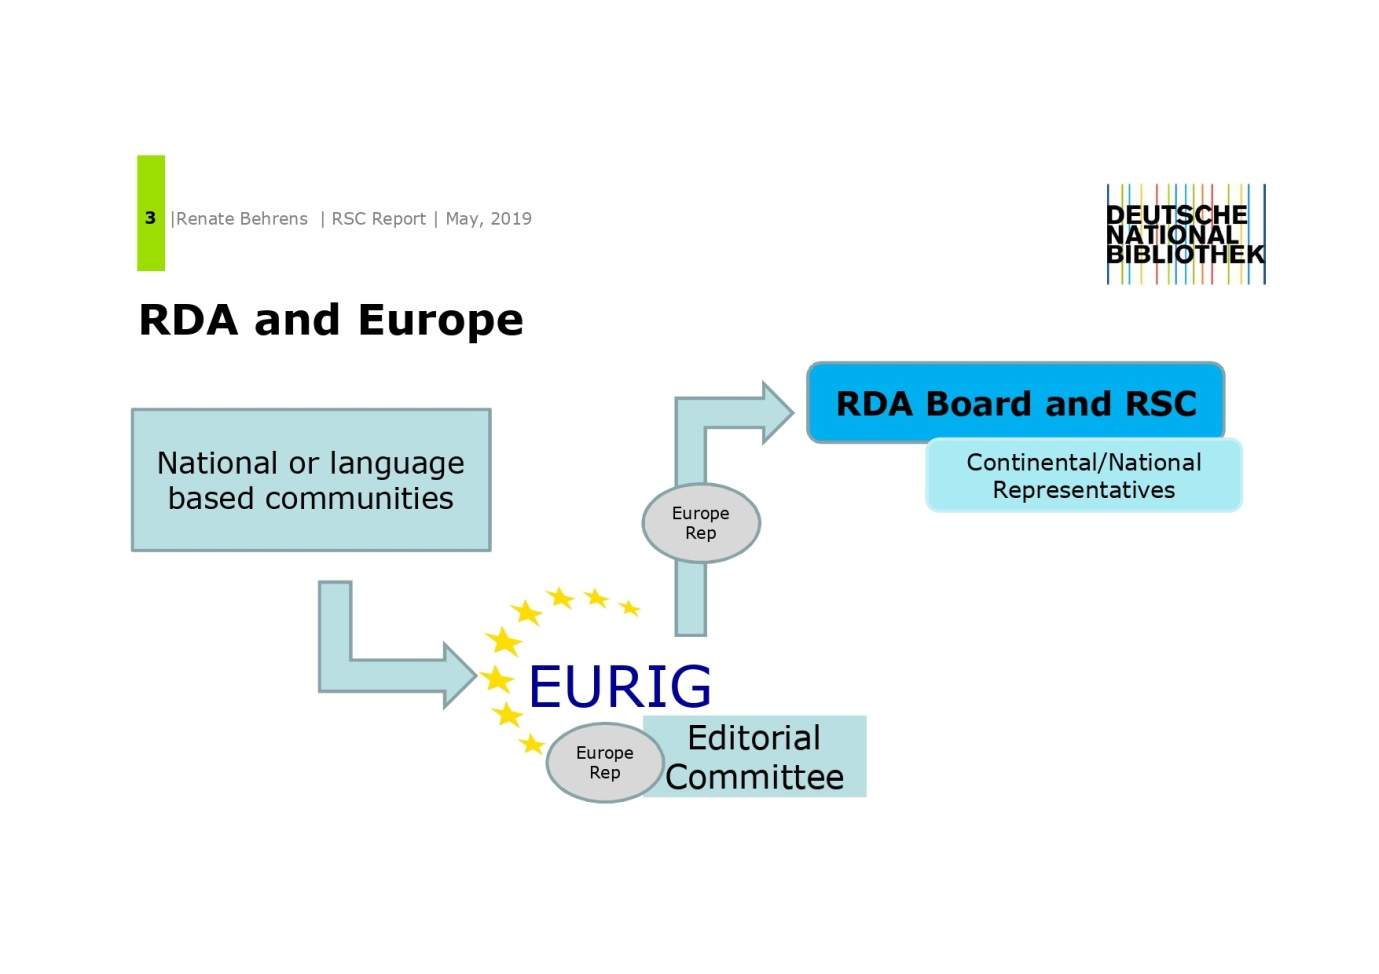 3 |Renate Behrens | RSC Report | May, 2019
DEUTSCHE
NATIONAL
BIBLIOTHEK
RDA and Europe
RDA Board and RSC
Continental/National
Representatives
National or language
based communities
Europe
Rep
EURIG
Editorial
Committee
Europe
Rep